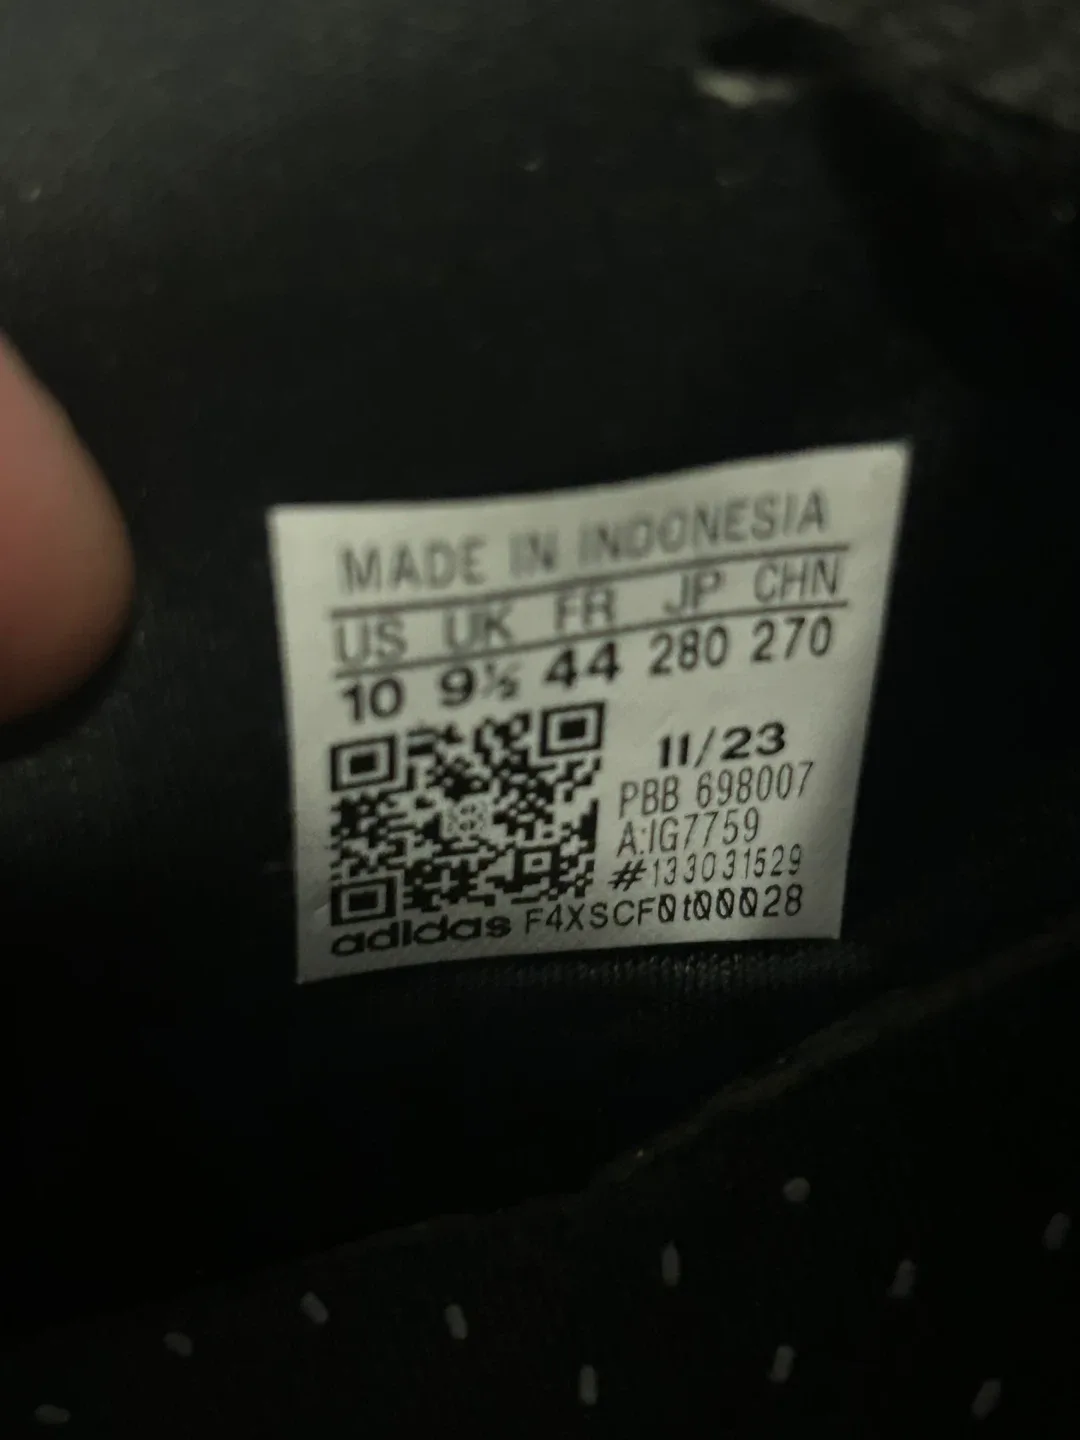 MADE IN INDONESIA
US UK FR JP CHN
10 9½ 44 280 270
11/23
PBB 698007
A:IG7759
#133031529
adidas F4XSCF0t00028